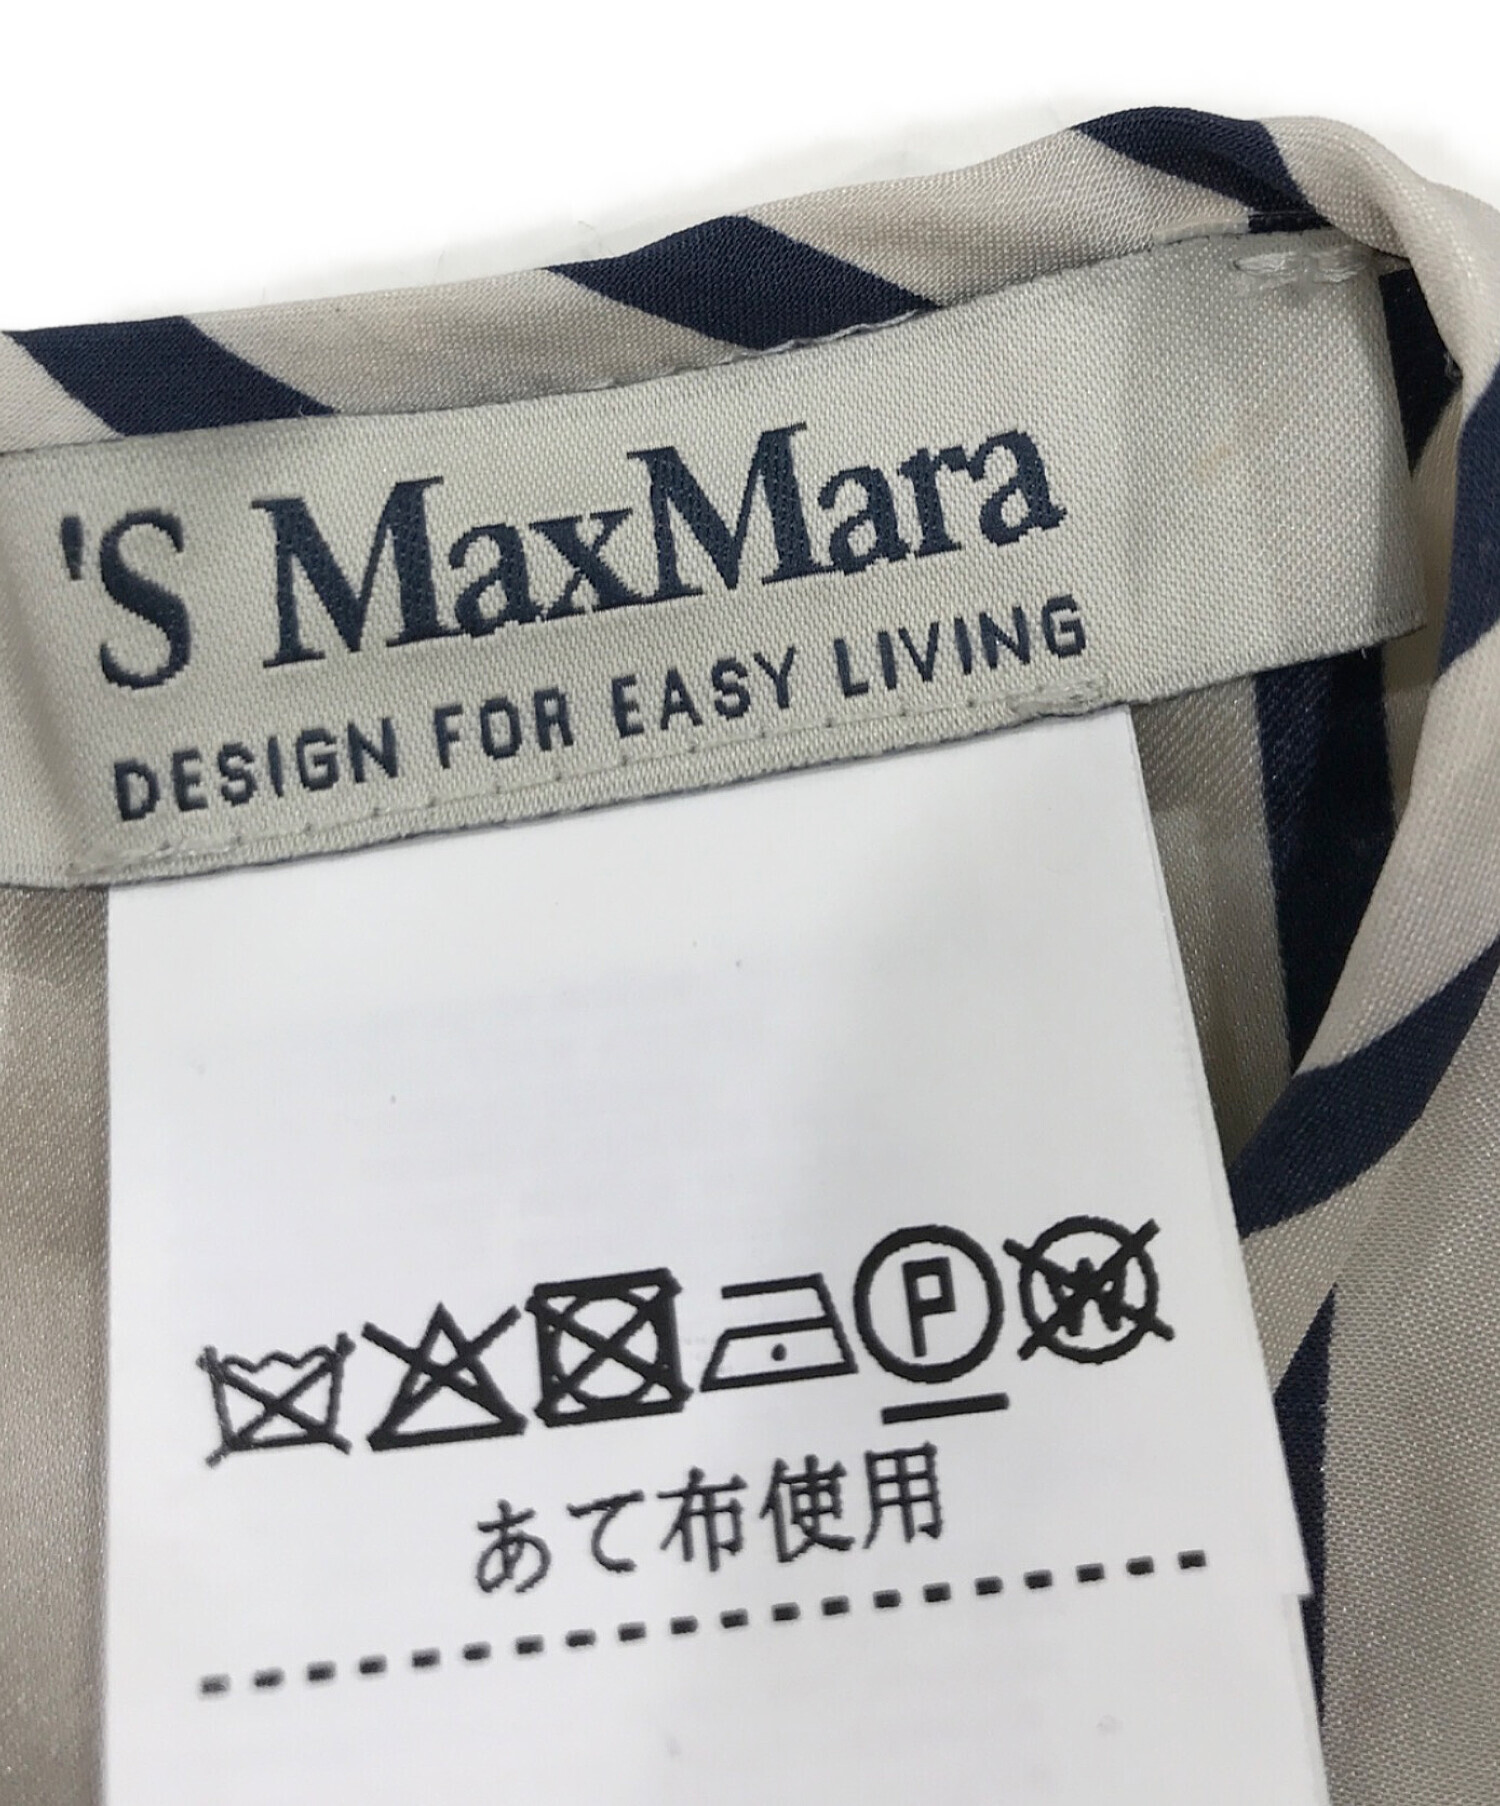 'S MaxMara
DESIGN FOR EASY LIVING
P W
あて布使用